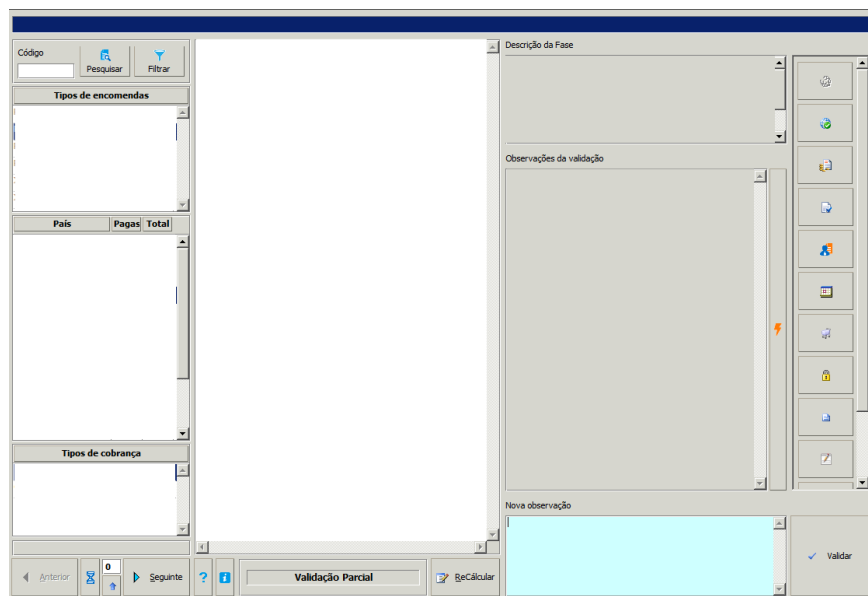 Código
Pesquisar
Filtrar
Tipos de encomendas
País Pagas Total
Tipos de cobrança
Anterior
0
Seguinte
?
i
Validação Parcial
ReCálcular
Descrição da Fase
Observações da validação
Nova observação
Validar